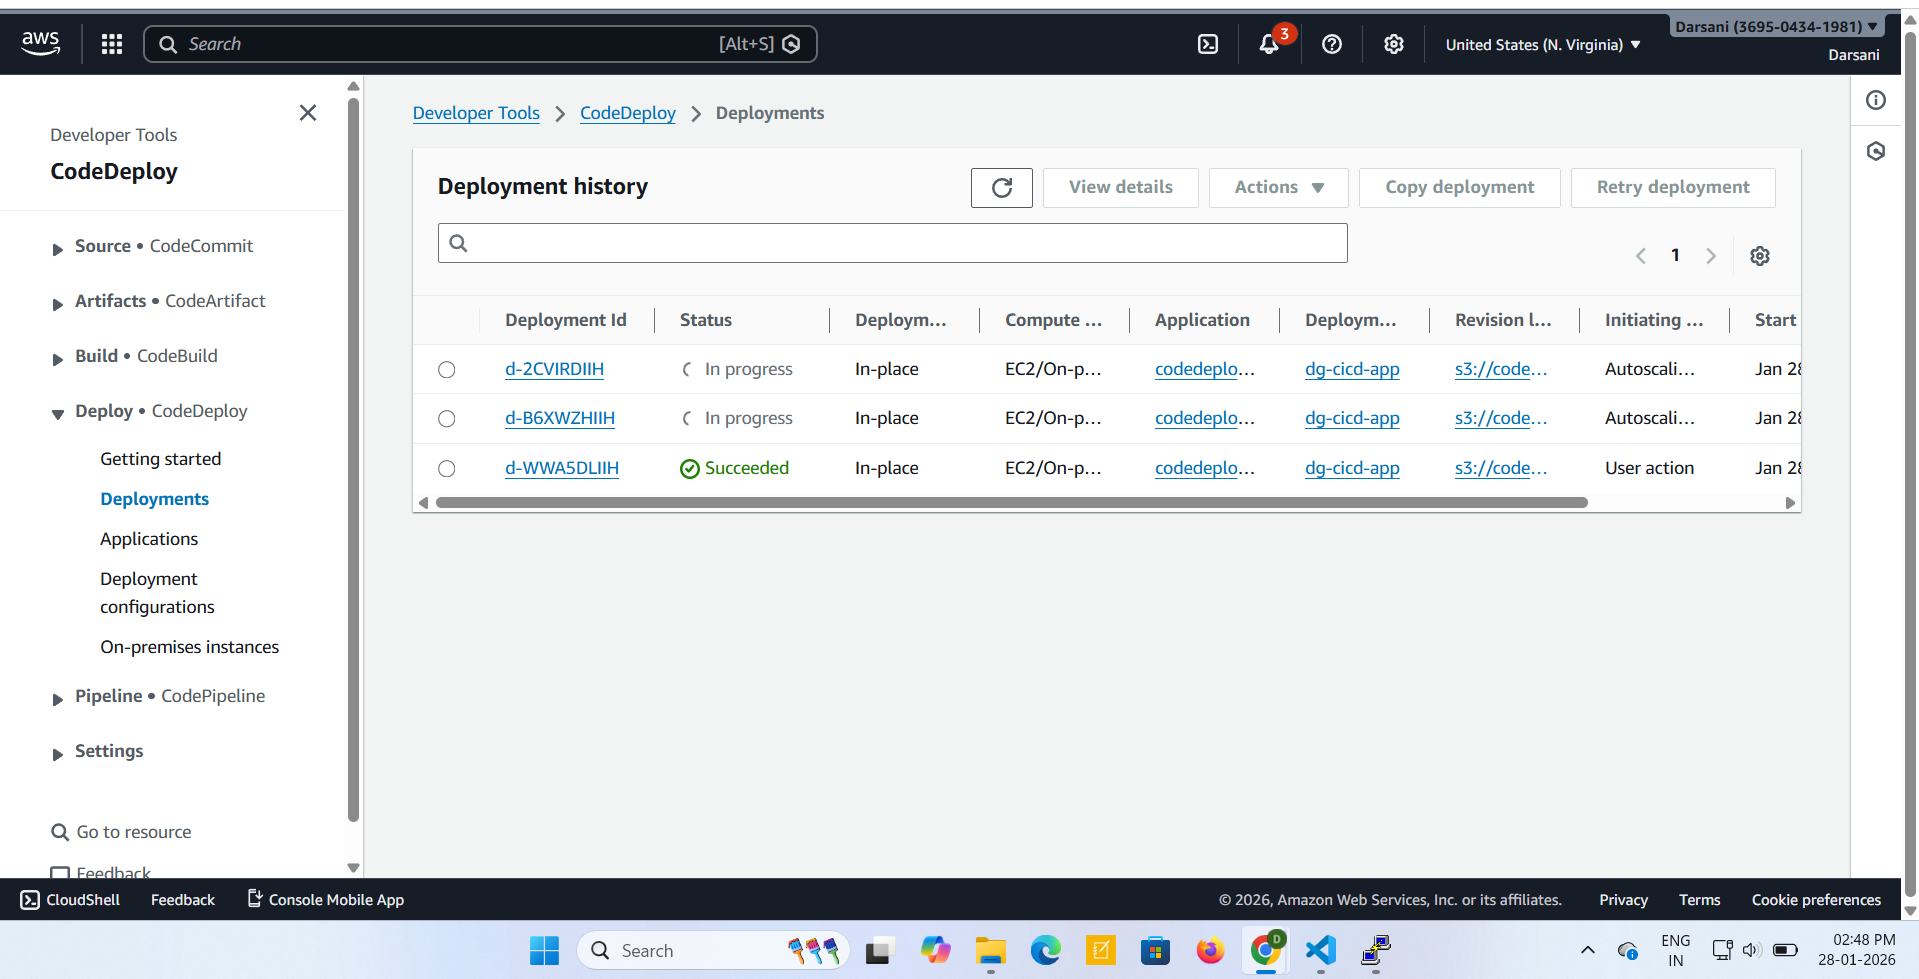 aws
Search
[Alt+S]
3
United States (N. Virginia)
Darsani (3695-0434-1981)
Darsani
Developer Tools
CodeDeploy
Source • CodeCommit
Artifacts • CodeArtifact
Build • CodeBuild
Deploy • CodeDeploy
Getting started
Deployments
Applications
Deployment
configurations
On-premises instances
Pipeline • CodePipeline
Settings
Go to resource
Feedback
Developer Tools > CodeDeploy > Deployments
Deployment history
View details
Actions
Copy deployment
Retry deployment
1
Deployment Id Status Deploym... Compute ... Application Deploym... Revision l... Initiating ... Start
d-2CVIRDIIH In progress In-place EC2/On-p... codedeplo... dg-cicd-app s3://code... Autoscali... Jan 28
d-B6XWZHIIH In progress In-place EC2/On-p... codedeplo... dg-cicd-app s3://code... Autoscali... Jan 28
d-WWA5DLIIH Succeeded In-place EC2/On-p... codedeplo... dg-cicd-app s3://code... User action Jan 28
CloudShell Feedback Console Mobile App © 2026, Amazon Web Services, Inc. or its affiliates. Privacy Terms Cookie preferences
Search
D
ENG
IN
02:48 PM
28-01-2026